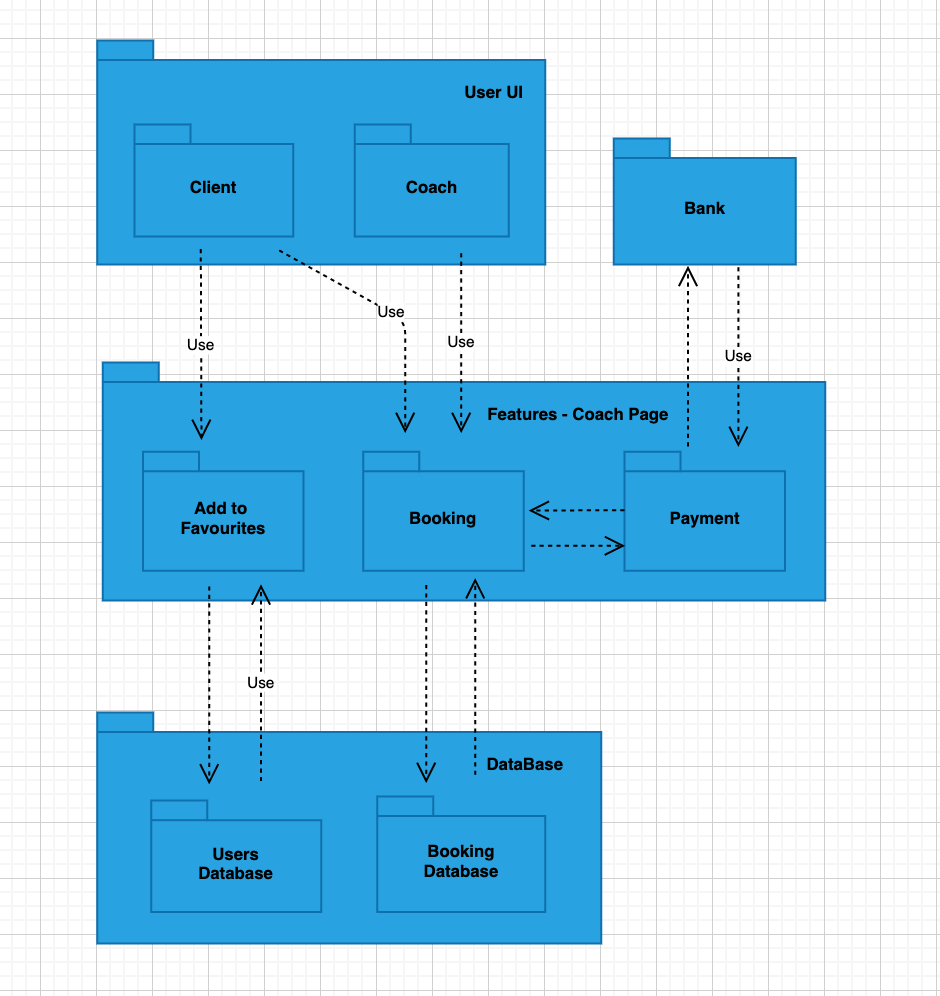 User UI
Client
Coach
Bank
Use
Use
Use
Use
Features - Coach Page
Add to
Favourites
Booking
Payment
Use
DataBase
Users
Database
Booking
Database